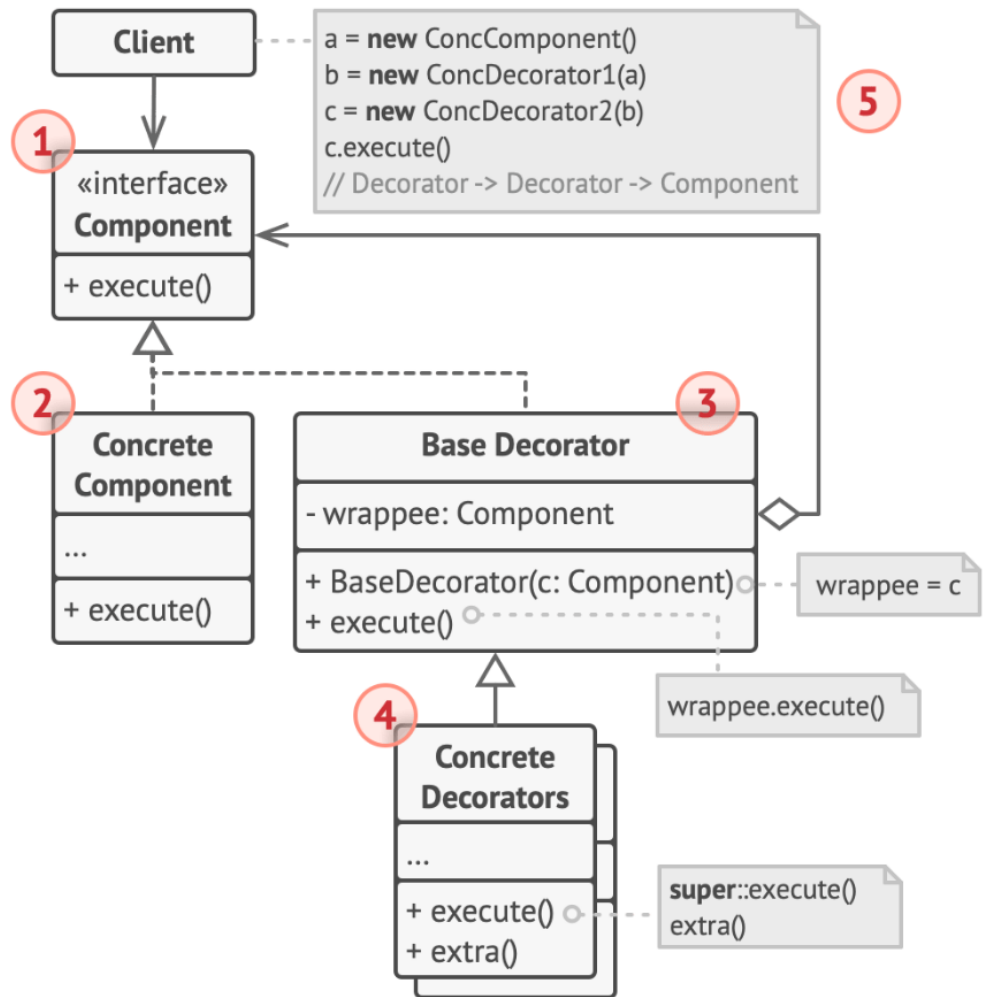 Client
a = new ConcComponent()
b = new ConcDecorator1(a)
c = new ConcDecorator2(b)
c.execute()
// Decorator -> Decorator -> Component
5
1
«interface»
Component
+ execute()
2
Concrete
Component
...
+ execute()
3
Base Decorator
- wrappee: Component
+ BaseDecorator(c: Component)
+ execute()
wrappee = c
wrappee.execute()
4
Concrete
Decorators
...
+ execute()
+ extra()
super::execute()
extra()